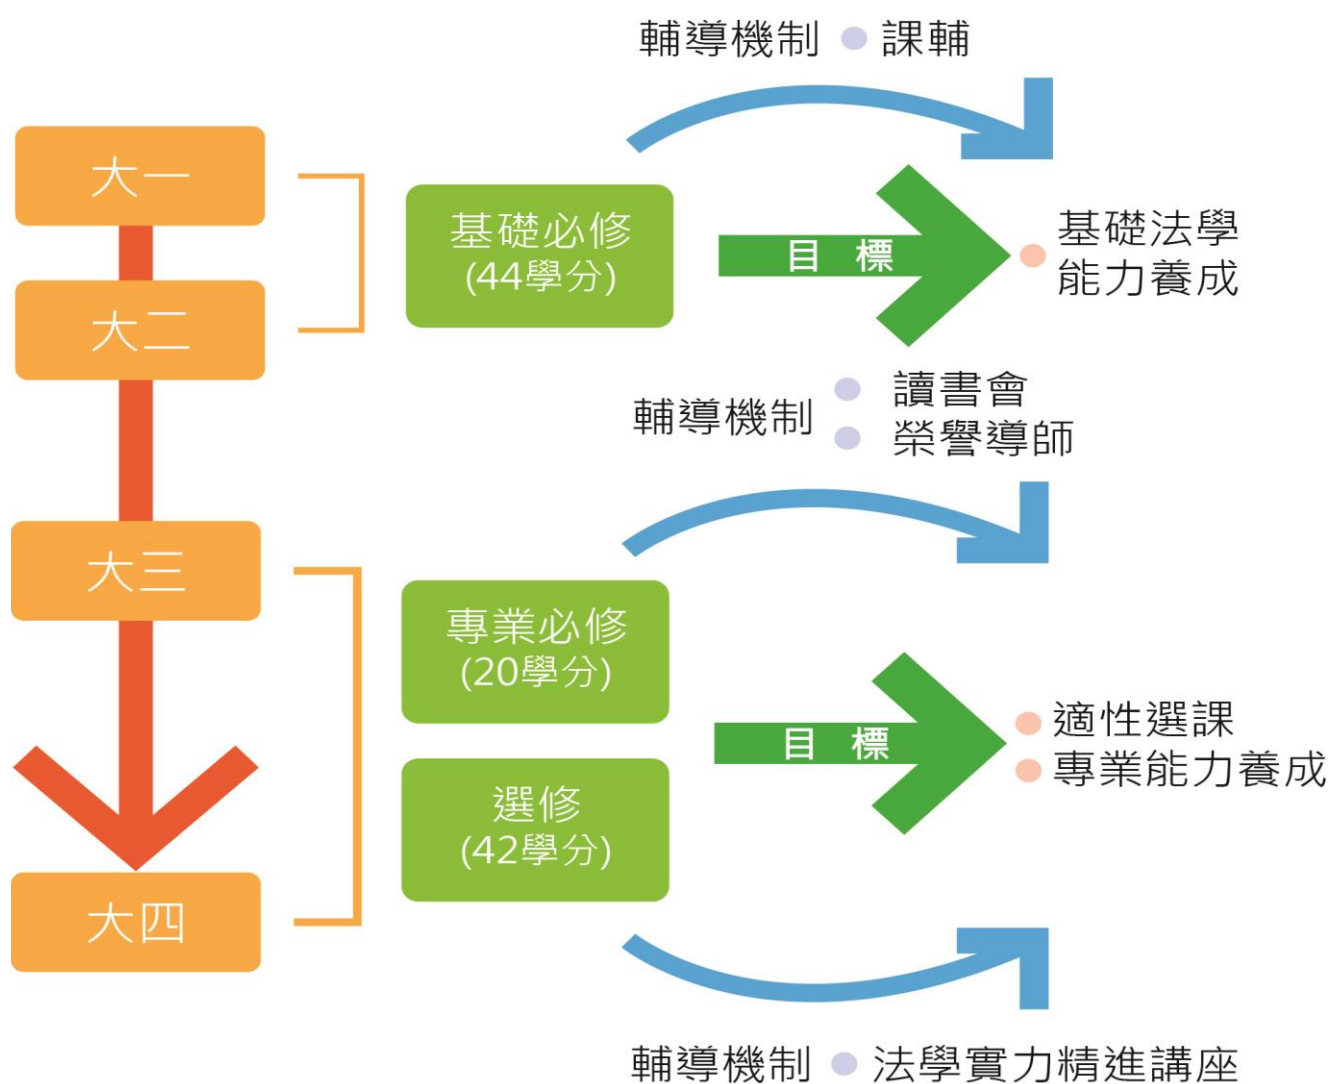 輔導機制 ● 課輔
大一
基礎必修
(44學分)
目 標
● 基礎法學
能力養成
大二
輔導機制
● 讀書會
● 榮譽導師
大三
專業必修
(20學分)
目 標
● 適性選課
● 專業能力養成
選修
(42學分)
大四
輔導機制 ● 法學實力精進講座